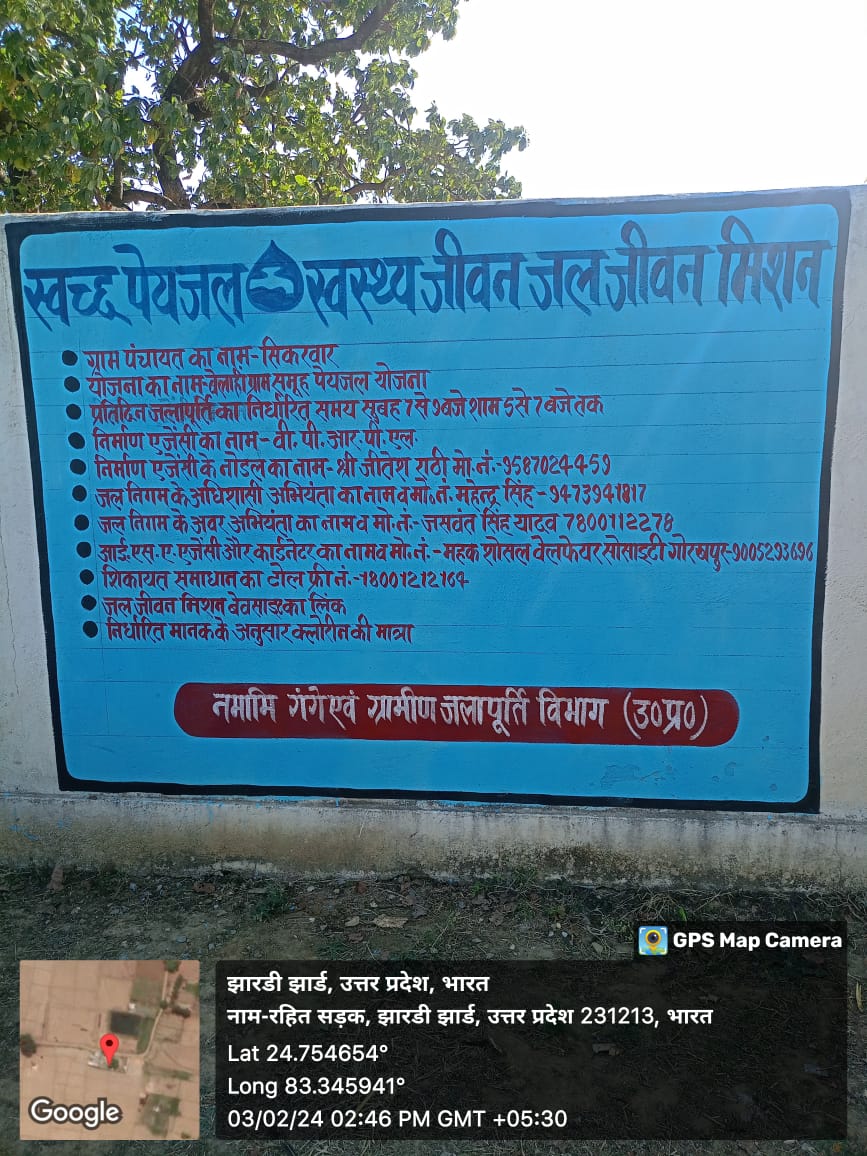 स्वच्छ पेयजल स्वस्थ्य जीवन जल जीवन मिशन
ग्राम पंचायत का नाम-सिकरवार
योजना का नाम-वेलाही ग्राम समूह पेयजल योजना
प्रतिदिन जलापूर्ति का निर्धारित समय सुबह 7 से 9 बजे शाम 5 से 7 बजे तक
निर्माण एजेंसी का नाम - वी. पी. आर. पी. एल.
निर्माण एजेंसी के नोडल का नाम-श्री जीतेश राठी मो.नं.-9587024459
जल निगम के अधिशासी अभियंता का नाम व मो.नं. महेन्द्र सिंह - 9473941817
जल निगम के अवर अभियंता का नाम व मो.नं.- जसवंत सिंह यादव 7800112278
आई.एस.ए. एजेंसी और कार्डिनेटर का नाम व मो.नं.-महक शोसल वेलफेयर सोसाइटी गोरखपुर-9005293696
शिकायत समाधान का टोल फ्री नं.-18001212164
जल जीवन मिशन बेवसाइट का लिंक
निर्धारित मानक के अनुसार क्लोरीन की मात्रा
नमामि गंगे एवं ग्रामीण जलापूर्ति विभाग (उ०प्र०)
GPS Map Camera
झारडी झार्ड, उत्तर प्रदेश, भारत
नाम-रहित सड़क, झारडी झार्ड, उत्तर प्रदेश 231213, भारत
Lat 24.754654°
Long 83.345941°
03/02/24 02:46 PM GMT +05:30
Google